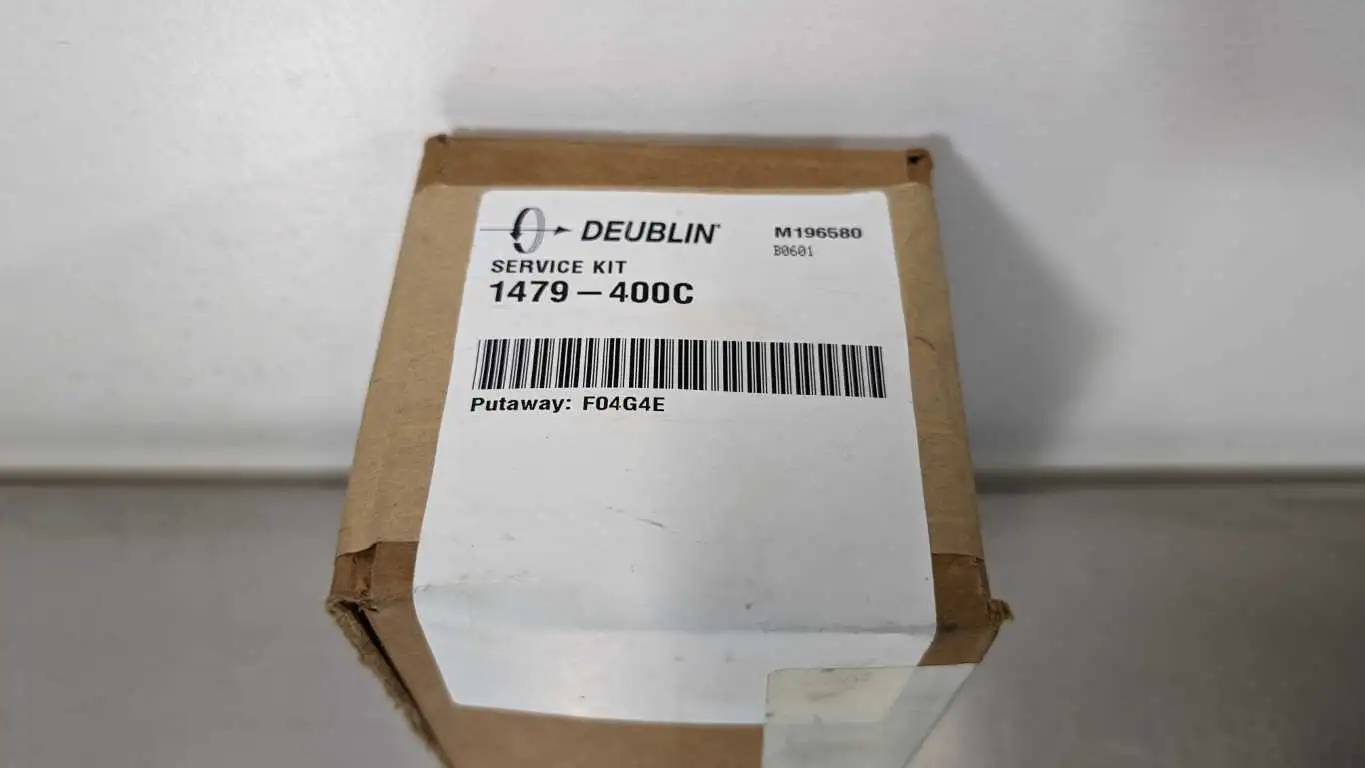 DEUBLIN
M196580
B0601
SERVICE KIT
1479-400C
Putaway: F04G4E